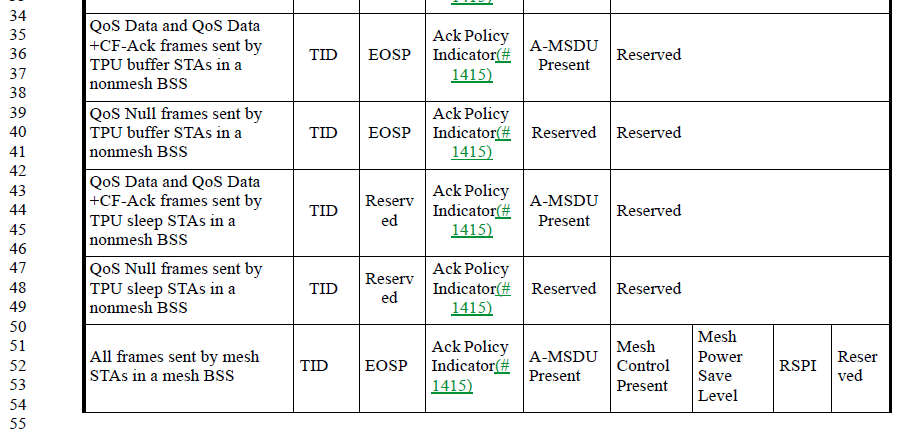 34
35
36
37
38
39
40
41
42
43
44
45
46
47
48
49
50
51
52
53
54
55
QoS Data and QoS Data
+CF-Ack frames sent by
TPU buffer STAs in a
nonmesh BSS
TID
EOSP
Ack Policy
Indicator(#
1415)
A-MSDU
Present
Reserved
QoS Null frames sent by
TPU buffer STAs in a
nonmesh BSS
TID
EOSP
Ack Policy
Indicator(#
1415)
Reserved
Reserved
QoS Data and QoS Data
+CF-Ack frames sent by
TPU sleep STAs in a
nonmesh BSS
TID
Reserv
ed
Ack Policy
Indicator(#
1415)
A-MSDU
Present
Reserved
QoS Null frames sent by
TPU sleep STAs in a
nonmesh BSS
TID
Reserv
ed
Ack Policy
Indicator(#
1415)
Reserved
Reserved
All frames sent by mesh
STAs in a mesh BSS
TID
EOSP
Ack Policy
Indicator(#
1415)
A-MSDU
Present
Mesh
Control
Present
Mesh
Power
Save
Level
RSPI
Reser
ved